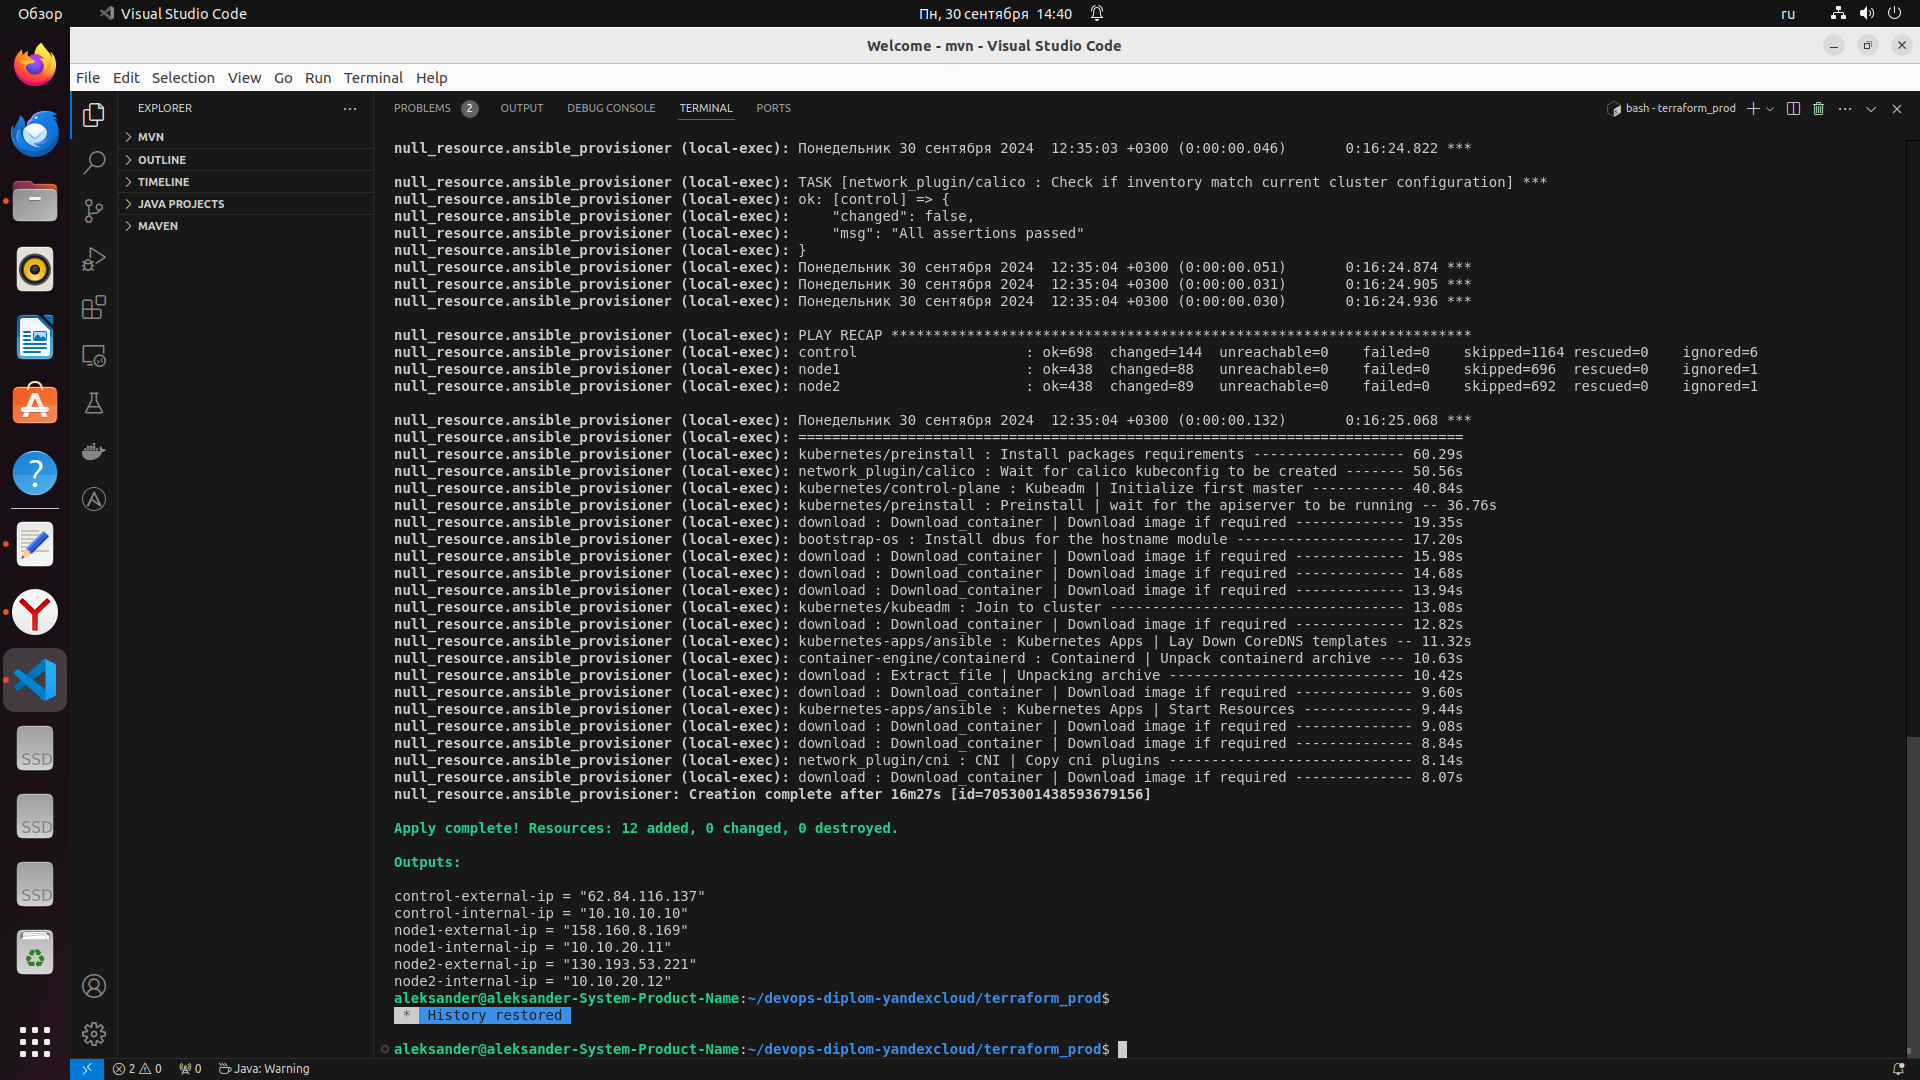 Обзор
Visual Studio Code
Пн, 30 сентября 14:40
ru
Welcome - mvn - Visual Studio Code
File Edit Selection View Go Run Terminal Help
EXPLORER
MVN
OUTLINE
TIMELINE
JAVA PROJECTS
MAVEN
PROBLEMS 2 OUTPUT DEBUG CONSOLE TERMINAL PORTS
bash - terraform_prod
null_resource.ansible_provisioner (local-exec): Понедельник 30 сентября 2024  12:35:03 +0300 (0:00:00.046)       0:16:24.822 ***
null_resource.ansible_provisioner (local-exec): TASK [network_plugin/calico : Check if inventory match current cluster configuration] ***
null_resource.ansible_provisioner (local-exec): ok: [control] => {
null_resource.ansible_provisioner (local-exec):     "changed": false,
null_resource.ansible_provisioner (local-exec):     "msg": "All assertions passed"
null_resource.ansible_provisioner (local-exec): }
null_resource.ansible_provisioner (local-exec): Понедельник 30 сентября 2024  12:35:04 +0300 (0:00:00.051)       0:16:24.874 ***
null_resource.ansible_provisioner (local-exec): Понедельник 30 сентября 2024  12:35:04 +0300 (0:00:00.031)       0:16:24.905 ***
null_resource.ansible_provisioner (local-exec): Понедельник 30 сентября 2024  12:35:04 +0300 (0:00:00.030)       0:16:24.936 ***
null_resource.ansible_provisioner (local-exec): PLAY RECAP *********************************************************************
null_resource.ansible_provisioner (local-exec): control                    : ok=698  changed=144  unreachable=0    failed=0    skipped=1164 rescued=0    ignored=6
null_resource.ansible_provisioner (local-exec): node1                      : ok=438  changed=88   unreachable=0    failed=0    skipped=696  rescued=0    ignored=1
null_resource.ansible_provisioner (local-exec): node2                      : ok=438  changed=89   unreachable=0    failed=0    skipped=692  rescued=0    ignored=1
null_resource.ansible_provisioner (local-exec): Понедельник 30 сентября 2024  12:35:04 +0300 (0:00:00.132)       0:16:25.068 ***
null_resource.ansible_provisioner (local-exec): ===============================================================================
null_resource.ansible_provisioner (local-exec): kubernetes/preinstall : Install packages requirements ------------------ 60.29s
null_resource.ansible_provisioner (local-exec): network_plugin/calico : Wait for calico kubeconfig to be created ------- 50.56s
null_resource.ansible_provisioner (local-exec): kubernetes/control-plane : Kubeadm | Initialize first master ----------- 40.84s
null_resource.ansible_provisioner (local-exec): kubernetes/preinstall : Preinstall | wait for the apiserver to be running -- 36.76s
null_resource.ansible_provisioner (local-exec): download : Download_container | Download image if required ------------- 19.35s
null_resource.ansible_provisioner (local-exec): bootstrap-os : Install dbus for the hostname module -------------------- 17.20s
null_resource.ansible_provisioner (local-exec): download : Download_container | Download image if required ------------- 15.98s
null_resource.ansible_provisioner (local-exec): download : Download_container | Download image if required ------------- 14.68s
null_resource.ansible_provisioner (local-exec): download : Download_container | Download image if required ------------- 13.94s
null_resource.ansible_provisioner (local-exec): kubernetes/kubeadm : Join to cluster ----------------------------------- 13.08s
null_resource.ansible_provisioner (local-exec): download : Download_container | Download image if required ------------- 12.82s
null_resource.ansible_provisioner (local-exec): kubernetes-apps/ansible : Kubernetes Apps | Lay Down CoreDNS templates -- 11.32s
null_resource.ansible_provisioner (local-exec): container-engine/containerd : Containerd | Unpack containerd archive --- 10.63s
null_resource.ansible_provisioner (local-exec): download : Extract_file | Unpacking archive ---------------------------- 10.42s
null_resource.ansible_provisioner (local-exec): download : Download_container | Download image if required -------------- 9.60s
null_resource.ansible_provisioner (local-exec): kubernetes-apps/ansible : Kubernetes Apps | Start Resources ------------- 9.44s
null_resource.ansible_provisioner (local-exec): download : Download_container | Download image if required -------------- 9.08s
null_resource.ansible_provisioner (local-exec): download : Download_container | Download image if required -------------- 8.84s
null_resource.ansible_provisioner (local-exec): network_plugin/cni : CNI | Copy cni plugins ----------------------------- 8.14s
null_resource.ansible_provisioner (local-exec): download : Download_container | Download image if required -------------- 8.07s
null_resource.ansible_provisioner: Creation complete after 16m27s [id=7053001438593679156]
Apply complete! Resources: 12 added, 0 changed, 0 destroyed.
Outputs:
control-external-ip = "62.84.116.137"
control-internal-ip = "10.10.10.10"
node1-external-ip = "158.160.8.169"
node1-internal-ip = "10.10.20.11"
node2-external-ip = "130.193.53.221"
node2-internal-ip = "10.10.20.12"
aleksander@aleksander-System-Product-Name:~/devops-diplom-yandexcloud/terraform_prod$
* History restored
aleksander@aleksander-System-Product-Name:~/devops-diplom-yandexcloud/terraform_prod$
SSD
SSD
SSD
2 0 0 Java: Warning